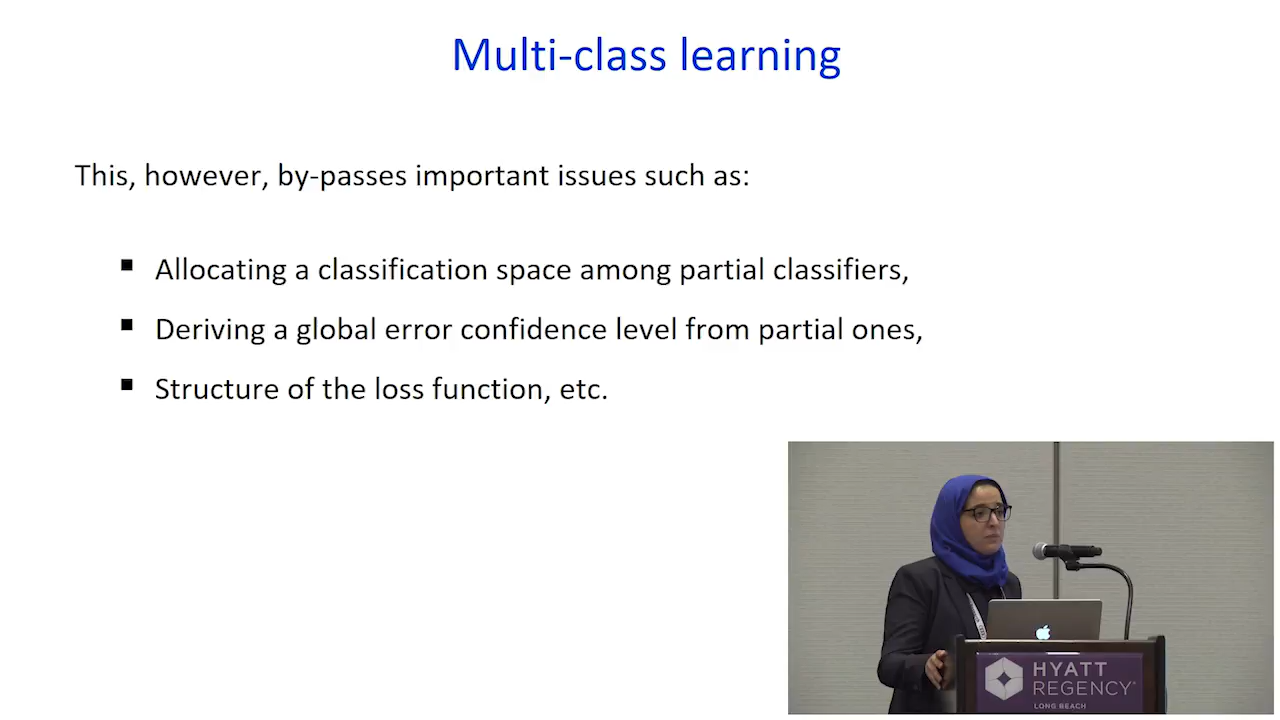 Multi-class learning
This, however, by-passes important issues such as:
▪ Allocating a classification space among partial classifiers,
▪ Deriving a global error confidence level from partial ones,
▪ Structure of the loss function, etc.
HYATT
REGENCY®
LONG BEACH